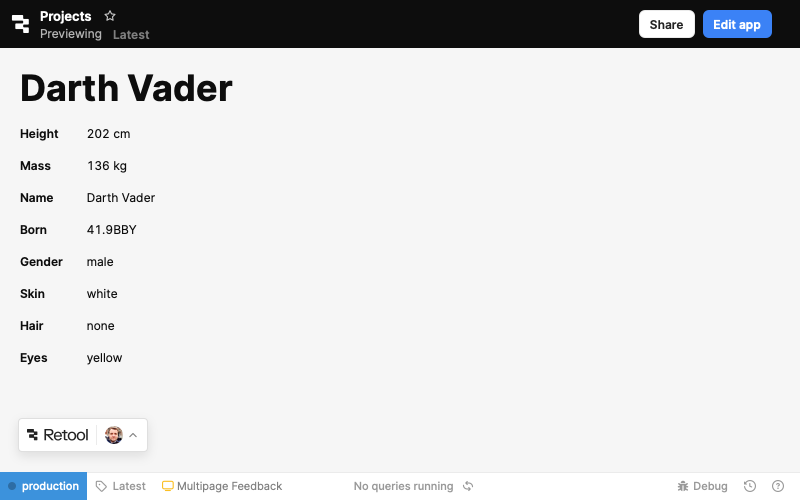 Projects
Previewing Latest
Share
Edit app
Darth Vader
Height 202 cm
Mass 136 kg
Name Darth Vader
Born 41.9BBY
Gender male
Skin white
Hair none
Eyes yellow
Retool
production Latest Multipage Feedback No queries running Debug